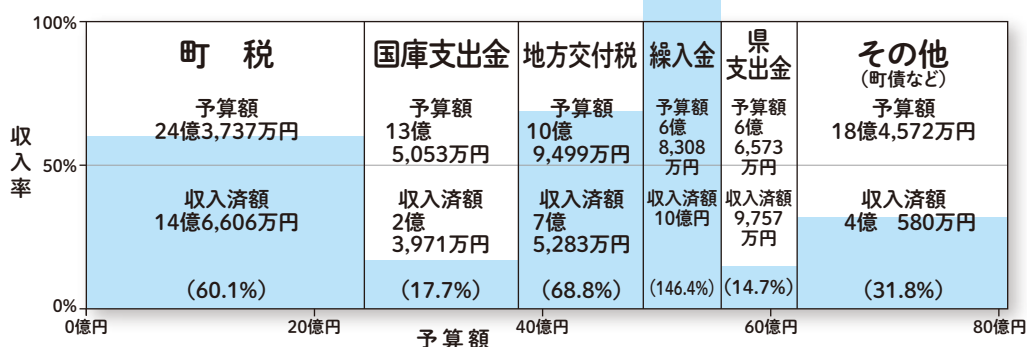 100%
50%
0%
収入率
町　税
予算額
24億3,737万円
収入済額
14億6,606万円
（60.1%）
国庫支出金
予算額
13億
5,053万円
収入済額
2億
3,971万円
（17.7%）
地方交付税
予算額
10億
9,499万円
収入済額
7億
5,283万円
（68.8%）
繰入金
予算額
6億
8,308
万円
収入済額
10億円
（146.4%）
県
支出金
予算額
6億
6,573
万円
収入済額
9,757
万円
（14.7%）
その他
（町債など）
予算額
18億4,572万円
収入済額
4億　580万円
（31.8%）
0億円
20億円
40億円
60億円
80億円
予算額